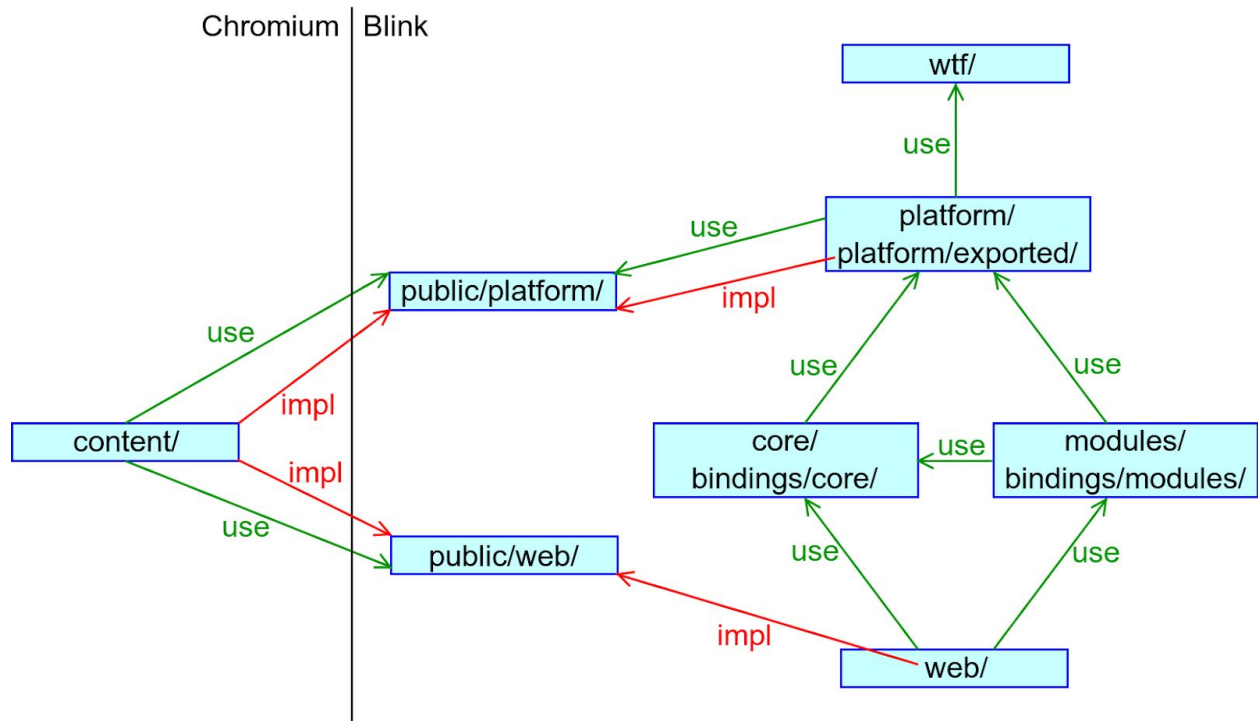 Chromium
Blink
wtf/
use
platform/
platform/exported/
use
impl
public/platform/
use
impl
use
use
content/
core/
bindings/core/
use
modules/
bindings/modules/
impl
use
public/web/
use
use
impl
web/